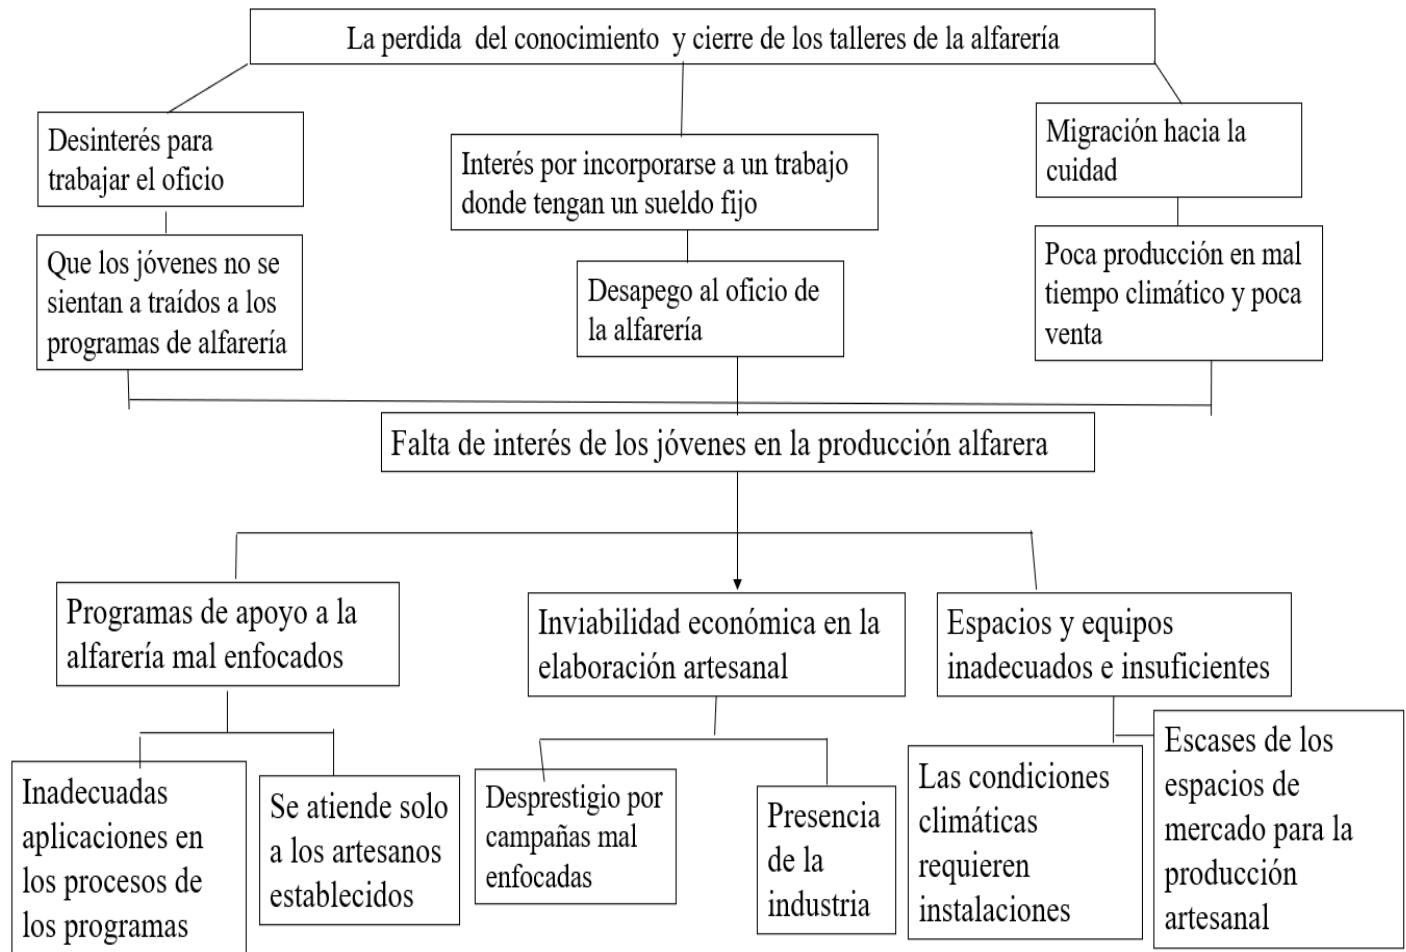 La perdida del conocimiento y cierre de los talleres de la alfarería
Desinterés para
trabajar el oficio
Interés por incorporarse a un trabajo
donde tengan un sueldo fijo
Migración hacia la
cuidad
Que los jóvenes no se
sientan a traídos a los
programas de alfarería
Desapego al oficio de
la alfarería
Poca producción en mal
tiempo climático y poca
venta
Falta de interés de los jóvenes en la producción alfarera
Programas de apoyo a la
alfarería mal enfocados
Inviabilidad económica en la
elaboración artesanal
Espacios y equipos
inadecuados e insuficientes
Inadecuadas
aplicaciones en
los procesos de
los programas
Se atiende solo
a los artesanos
establecidos
Desprestigio por
campañas mal
enfocadas
Presencia
de la
industria
Las condiciones
climáticas
requieren
instalaciones
Escases de los
espacios de
mercado para la
producción
artesanal